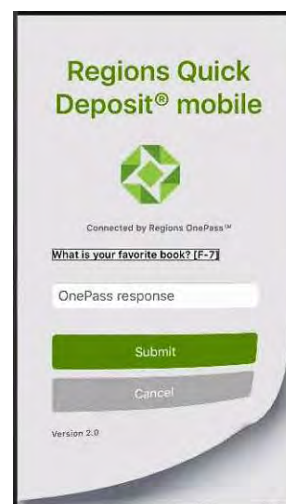 Regions Quick
Deposit® mobile
Connected by Regions OnePass™
What is your favorite book? [F-7]
OnePass response
Submit
Cancel
Version 2.0